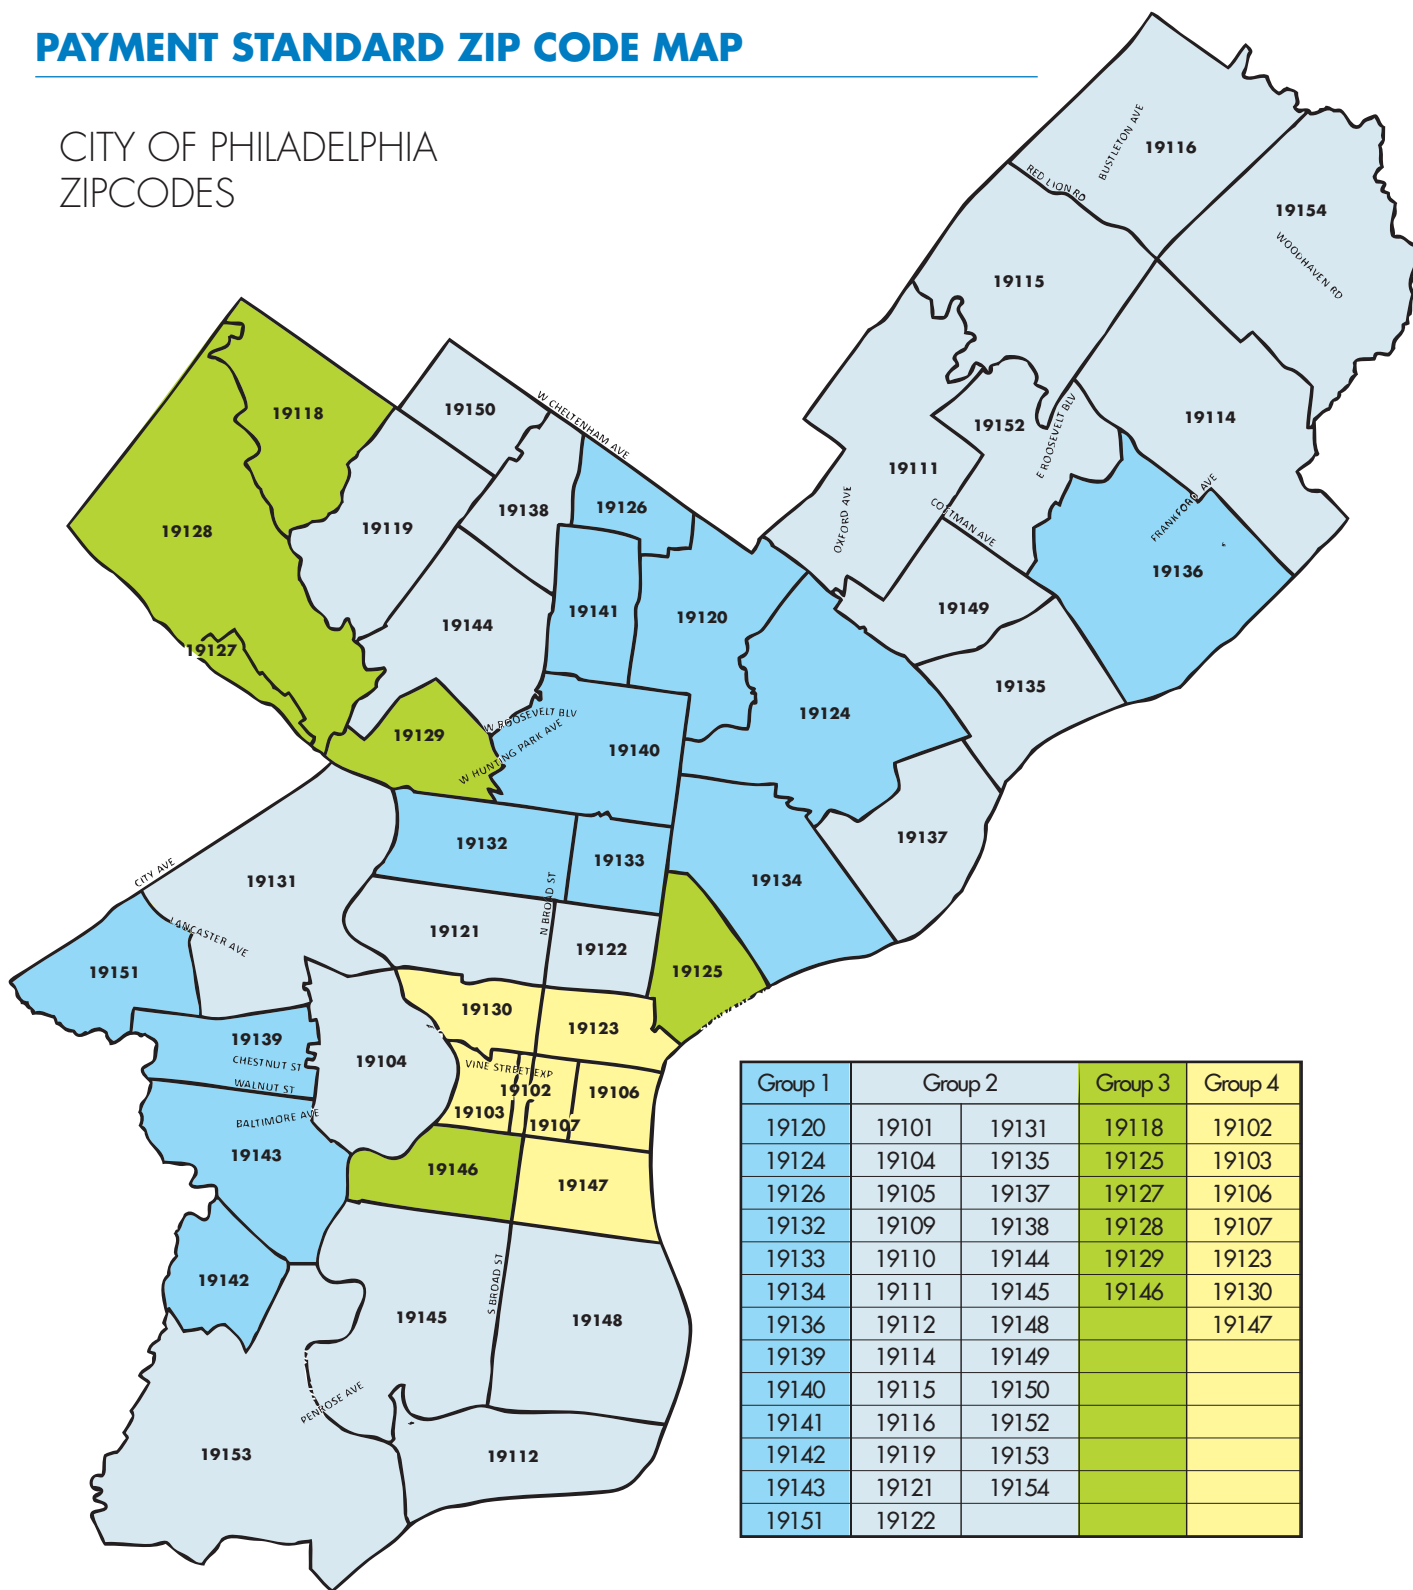 PAYMENT STANDARD ZIP CODE MAP
CITY OF PHILADELPHIA
ZIPCODES
BUSTLETON AVE
19116
RED LION RD
19154
WOODHAVEN RD
19115
19118
19150
W CHELTENHAM AVE
19152
E ROOSEVELT BLV
19114
19111
19128
19119
19138
19126
OXFORD AVE
COTTMAN AVE
FRANKFORD AVE
19136
19141
19120
19149
19144
19127
19135
19129
W ROOSEVELT BLV
W HUNTING PARK AVE
19140
19124
19132
19133
19137
CITY AVE
19131
19134
LANCASTER AVE
19121
N BROAD ST
19122
19151
19125
19130
19123
19139
CHESTNUT ST
WALNUT ST
19104
VINE STREET EXP
19102
19106
19103
19107
BALTIMORE AVE
19143
19146
19147
19142
19145
S BROAD ST
19148
PENROSE AVE
19153
19112
Group 1 Group 2 Group 3 Group 4
19120 19101 19131 19118 19102
19124 19104 19135 19125 19103
19126 19105 19137 19127 19106
19132 19109 19138 19128 19107
19133 19110 19144 19129 19123
19134 19111 19145 19146 19130
19136 19112 19148 19147
19139 19114 19149
19140 19115 19150
19141 19116 19152
19142 19119 19153
19143 19121 19154
19151 19122